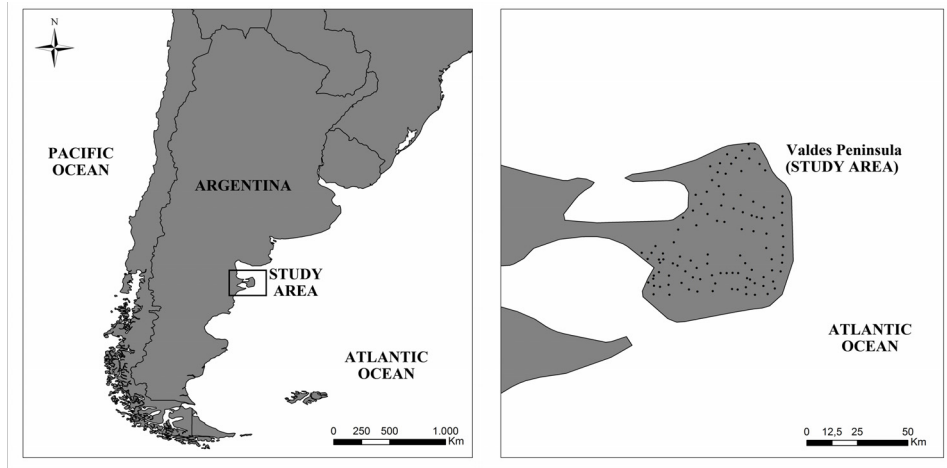 N
PACIFIC
OCEAN
ARGENTINA
STUDY
AREA
ATLANTIC
OCEAN
0 250 500 1.000
Km
Valdes Peninsula
(STUDY AREA)
ATLANTIC
OCEAN
0 12,5 25 50
Km